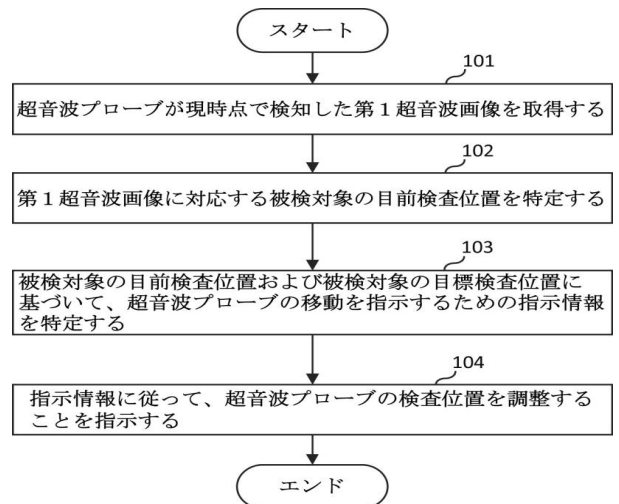 スタート
101
超音波プローブが現時点で検知した第１超音波画像を取得する
102
第１超音波画像に対応する被検対象の目前検査位置を特定する
103
被検対象の目前検査位置および被検対象の目標検査位置に
基づいて、超音波プローブの移動を指示するための指示情報
を特定する
104
指示情報に従って、超音波プローブの検査位置を調整する
ことを指示する
エンド